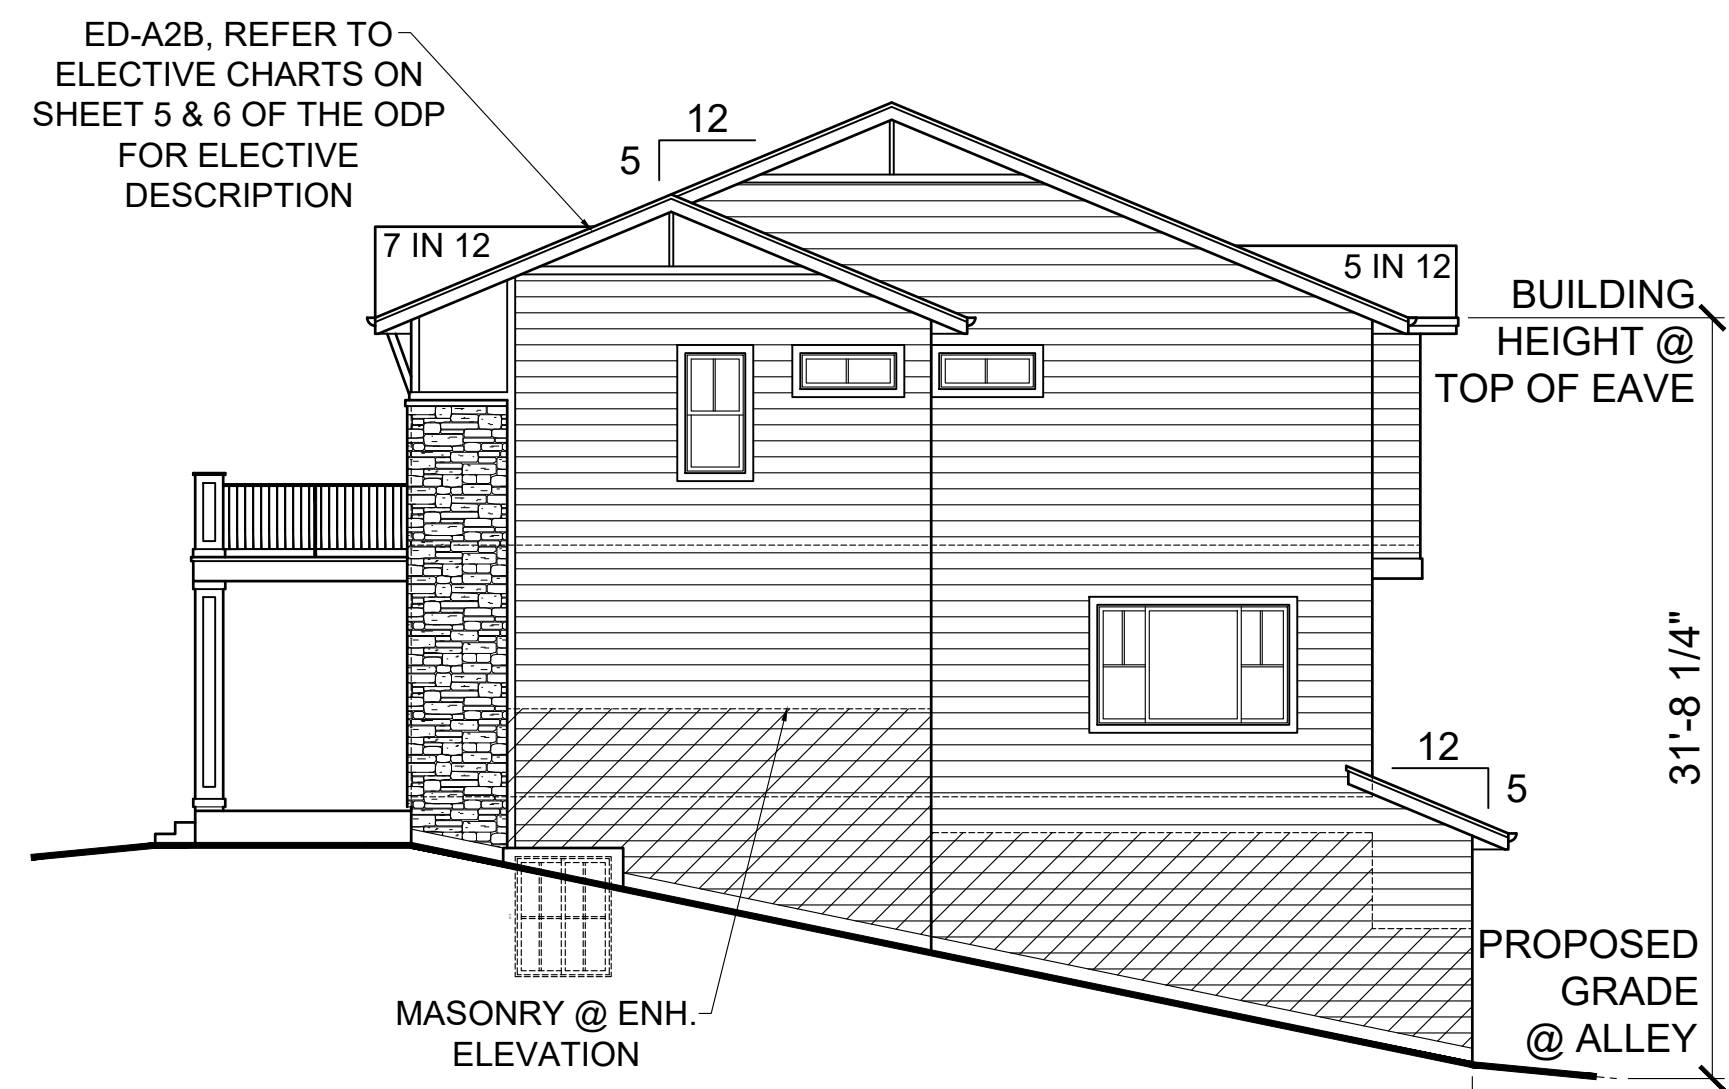 ED-A2B, REFER TO
ELECTIVE CHARTS ON
SHEET 5 & 6 OF THE ODP
FOR ELECTIVE
DESCRIPTION
12
5
7 IN 12
5 IN 12
BUILDING
HEIGHT @
TOP OF EAVE
31'-8 1/4"
12
5
PROPOSED
GRADE
@ ALLEY
MASONRY @ ENH.
ELEVATION